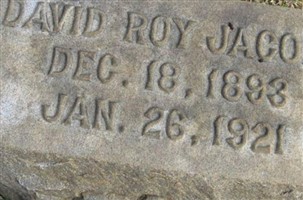 DAVID ROY JACO
DEC. 18, 1893
JAN. 26, 1921